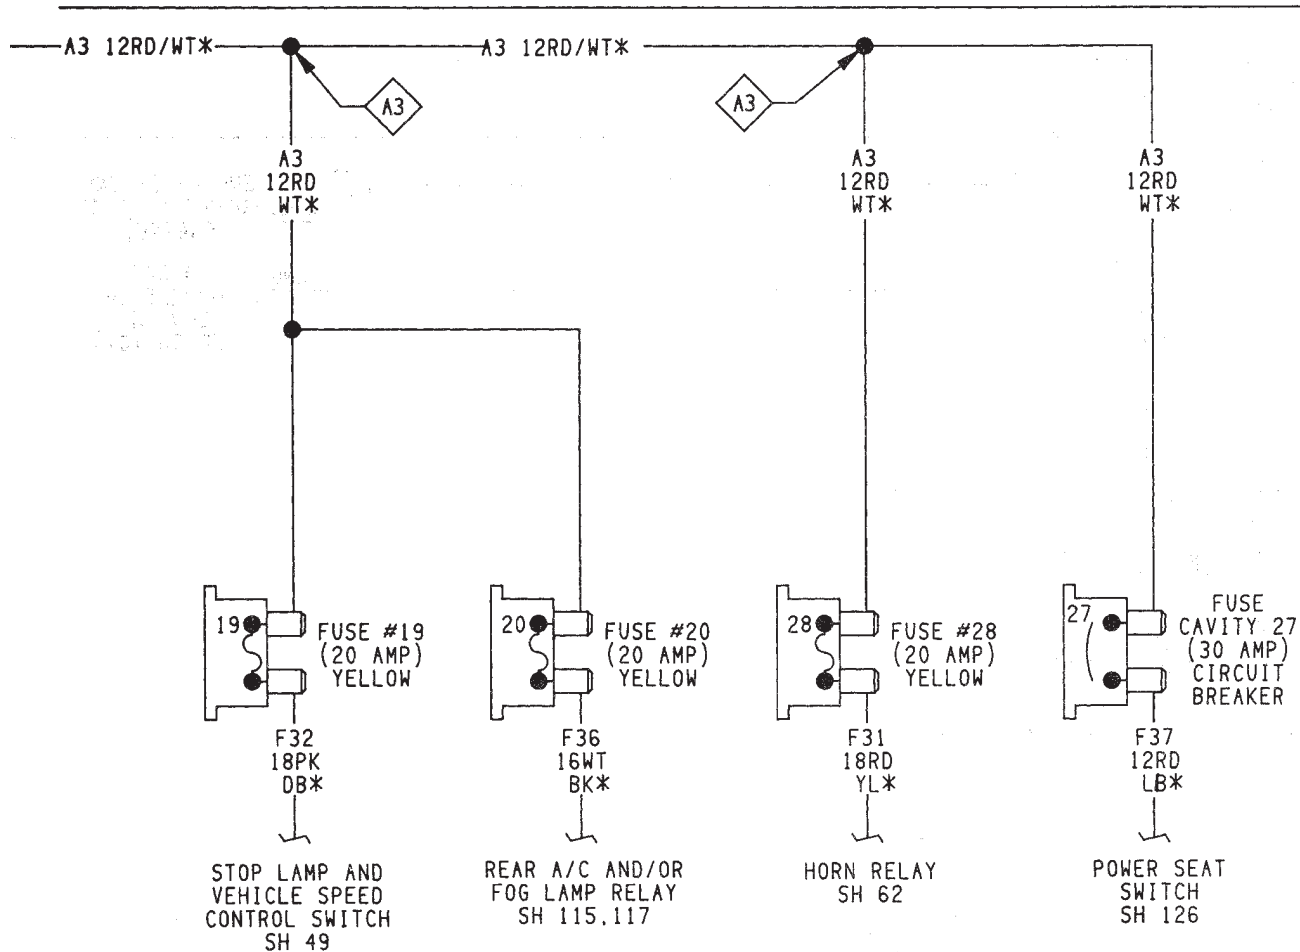 A3 12RD/WT*
A3 12RD/WT*
A3
A3
A3
12RD
WT*
A3
12RD
WT*
A3
12RD
WT*
19
FUSE #19
(20 AMP)
YELLOW
20
FUSE #20
(20 AMP)
YELLOW
28
FUSE #28
(20 AMP)
YELLOW
27
FUSE
CAVITY 27
(30 AMP)
CIRCUIT
BREAKER
F32
18PK
DB*
F36
16WT
BK*
F31
18RD
YL*
F37
12RD
LB*
STOP LAMP AND
VEHICLE SPEED
CONTROL SWITCH
SH 49
REAR A/C AND/OR
FOG LAMP RELAY
SH 115,117
HORN RELAY
SH 62
POWER SEAT
SWITCH
SH 126